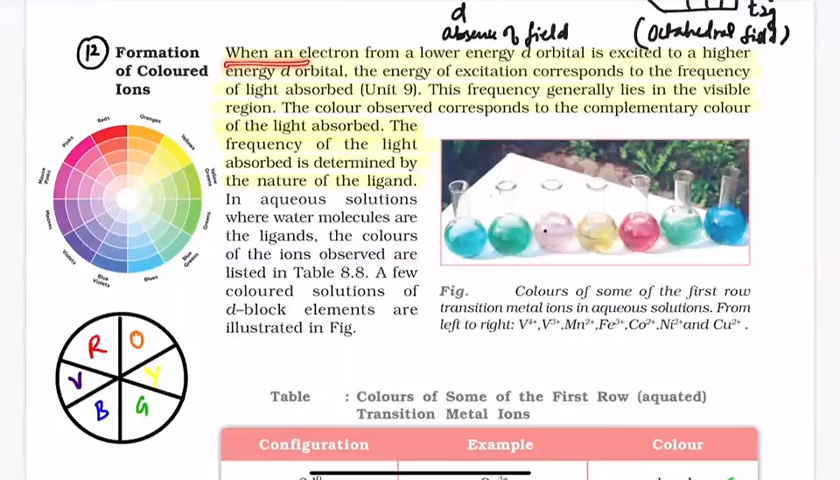 d
t2g
absence of field
(Octahedral field)
12
Formation of Coloured Ions
When an electron from a lower energy d orbital is excited to a higher
energy d orbital, the energy of excitation corresponds to the frequency
of light absorbed (Unit 9). This frequency generally lies in the visible
region. The colour observed corresponds to the complementary colour
of the light absorbed. The
frequency of the light
absorbed is determined by
the nature of the ligand.
In aqueous solutions
where water molecules are
the ligands, the colours
of the ions observed are
listed in Table 8.8. A few
coloured solutions of
d–block elements are
illustrated in Fig.
Reds
Oranges
Yellows
Yellow Greens
Greens
Blue Greens
Blues
Blue Violets
Violets
Mauves
Mauve Pinks
Pinks
R
O
Y
G
B
V
Fig. Colours of some of the first row
transition metal ions in aqueous solutions. From
left to right: V4+,V3+,Mn2+,Fe3+,Co2+,Ni2+and Cu2+ .
Table : Colours of Some of the First Row (aquated)
Transition Metal Ions
Configuration Example Colour